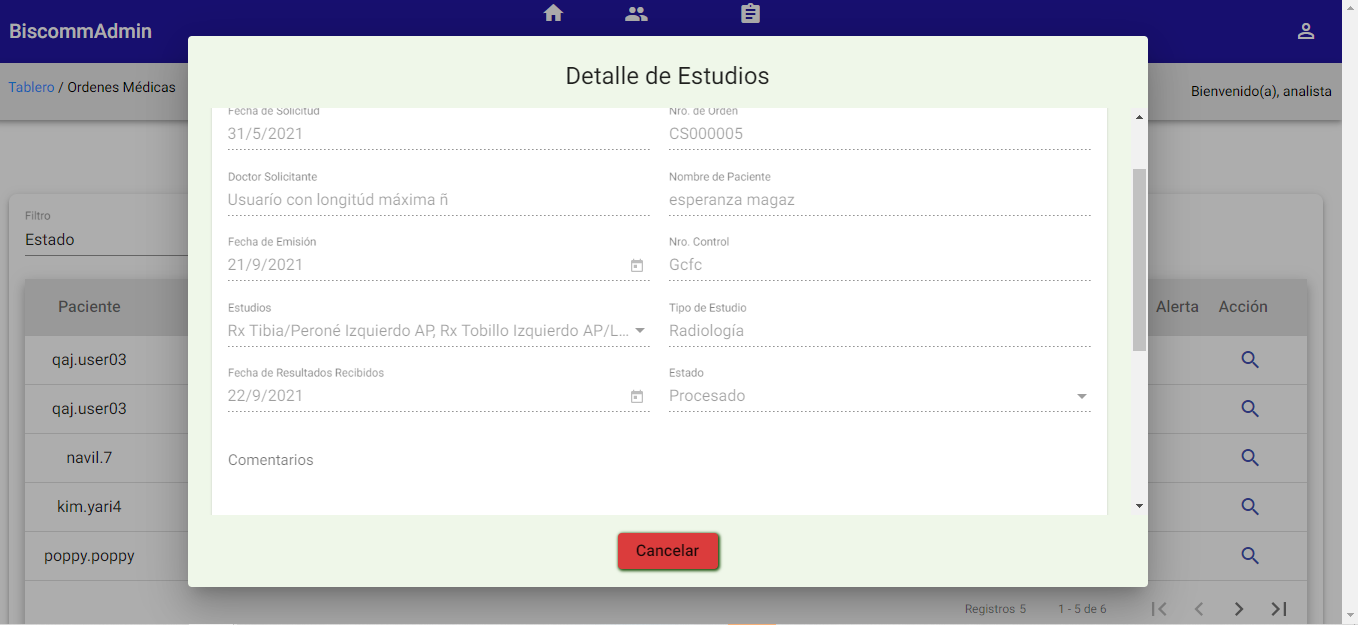 BiscommAdmin
Tablero / Ordenes Médicas
Bienvenido(a), analista
Detalle de Estudios
Fecha de Solicitud
Nro. de Orden
31/5/2021
CS000005
Doctor Solicitante
Nombre de Paciente
Usuarío con longitúd máxima ñ
esperanza magaz
Fecha de Emisión
Nro. Control
21/9/2021
Gcfc
Estudios
Tipo de Estudio
Rx Tibia/Peroné Izquierdo AP, Rx Tobillo Izquierdo AP/L...
Radiología
Fecha de Resultados Recibidos
Estado
22/9/2021
Procesado
Comentarios
Cancelar
Filtro
Estado
Paciente
Alerta Acción
qaj.user03
qaj.user03
navil.7
kim.yari4
poppy.poppy
Registros 5 1 - 5 de 6